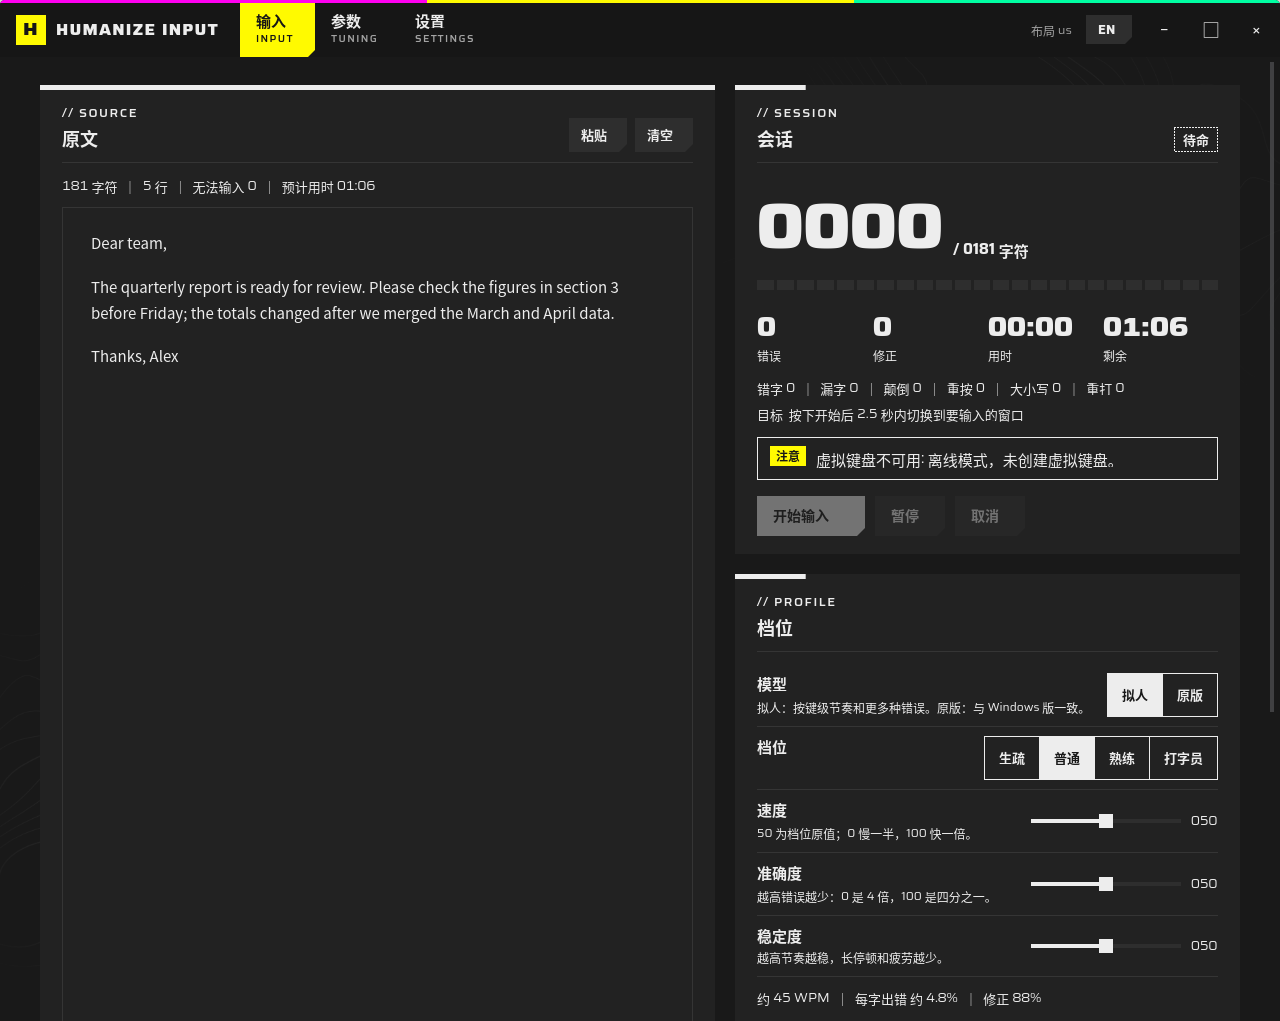 H HUMANIZE INPUT
输入
INPUT
参数
TUNING
设置
SETTINGS
布局 us
EN
// SOURCE
原文
粘贴
清空
181 字符 | 5 行 | 无法输入 0 | 预计用时 01:06
Dear team,
The quarterly report is ready for review. Please check the figures in section 3
before Friday; the totals changed after we merged the March and April data.
Thanks, Alex
// SESSION
会话
待命
0000 / 0181 字符
0
错误
0
修正
00:00
用时
01:06
剩余
错字 0 | 漏字 0 | 颠倒 0 | 重按 0 | 大小写 0 | 重打 0
目标 按下开始后 2.5 秒内切换到要输入的窗口
注意 虚拟键盘不可用: 离线模式，未创建虚拟键盘。
开始输入
暂停
取消
// PROFILE
档位
模型
拟人：按键级节奏和更多种错误。原版：与 Windows 版一致。
拟人
原版
档位
生疏
普通
熟练
打字员
速度
50 为档位原值；0 慢一半，100 快一倍。
050
准确度
越高错误越少：0 是 4 倍，100 是四分之一。
050
稳定度
越高节奏越稳，长停顿和疲劳越少。
050
约 45 WPM | 每字出错 约 4.8% | 修正 88%